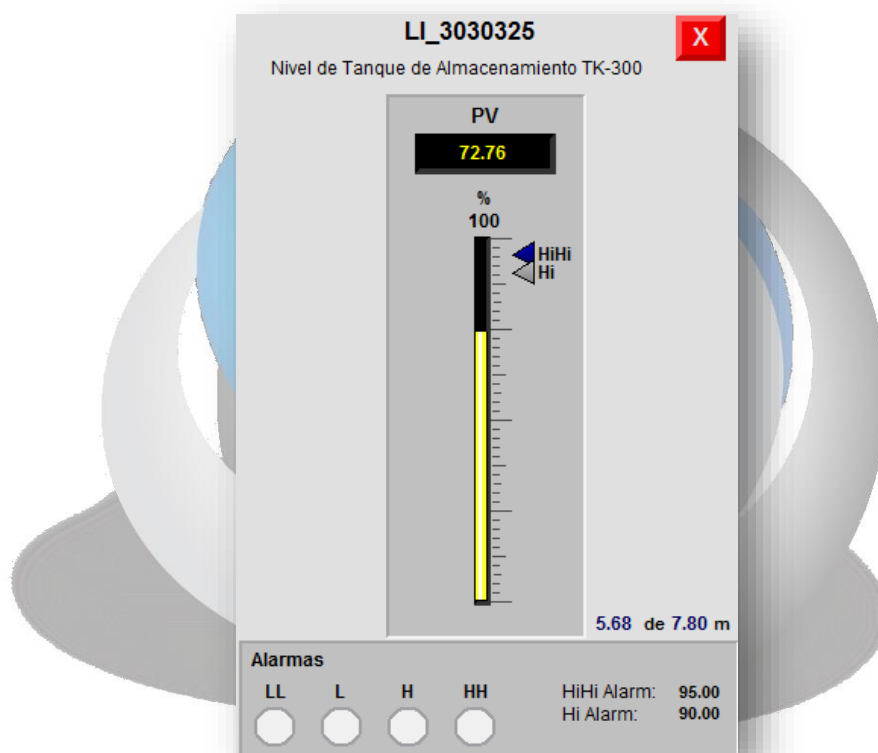 LI_3030325
X
Nivel de Tanque de Almacenamiento TK-300
PV
72.76
%
100
HiHi
Hi
5.68 de 7.80 m
Alarmas
LL L H HH
HiHi Alarm: 95.00
Hi Alarm: 90.00